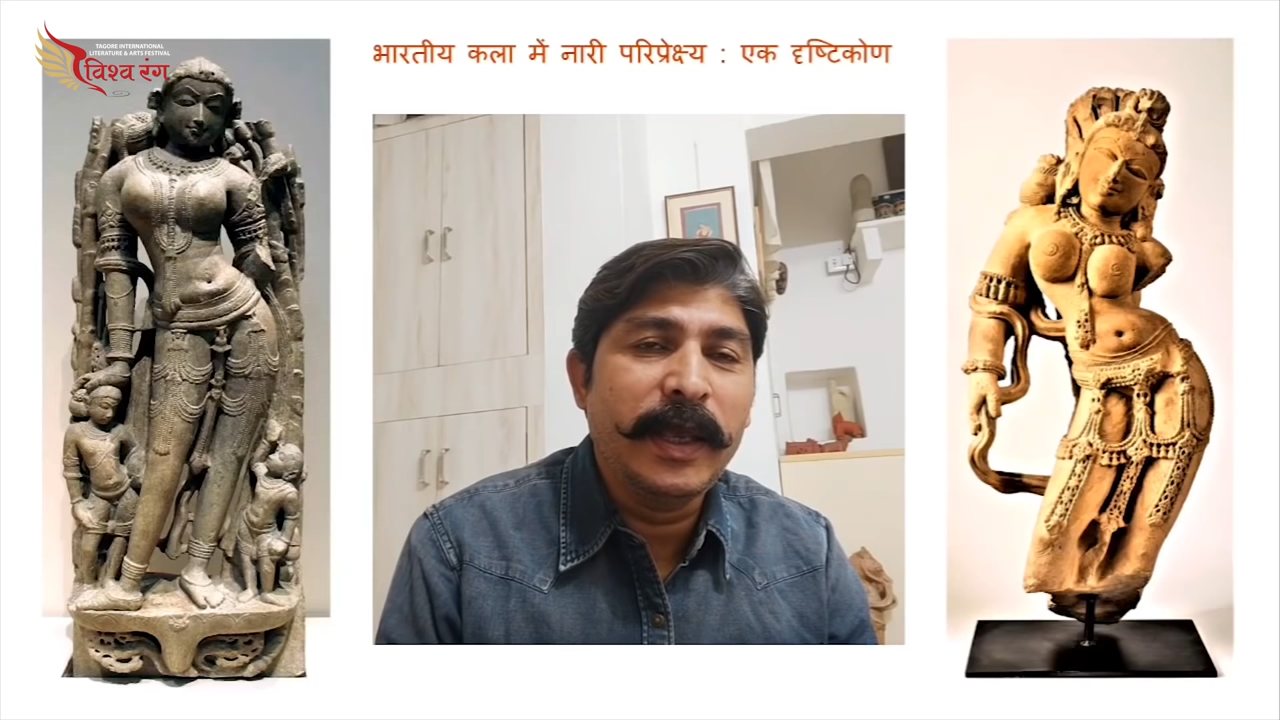 TAGORE INTERNATIONAL
LITERATURE & ARTS FESTIVAL
विश्व रंग
भारतीय कला में नारी परिप्रेक्ष्य : एक दृष्टिकोण